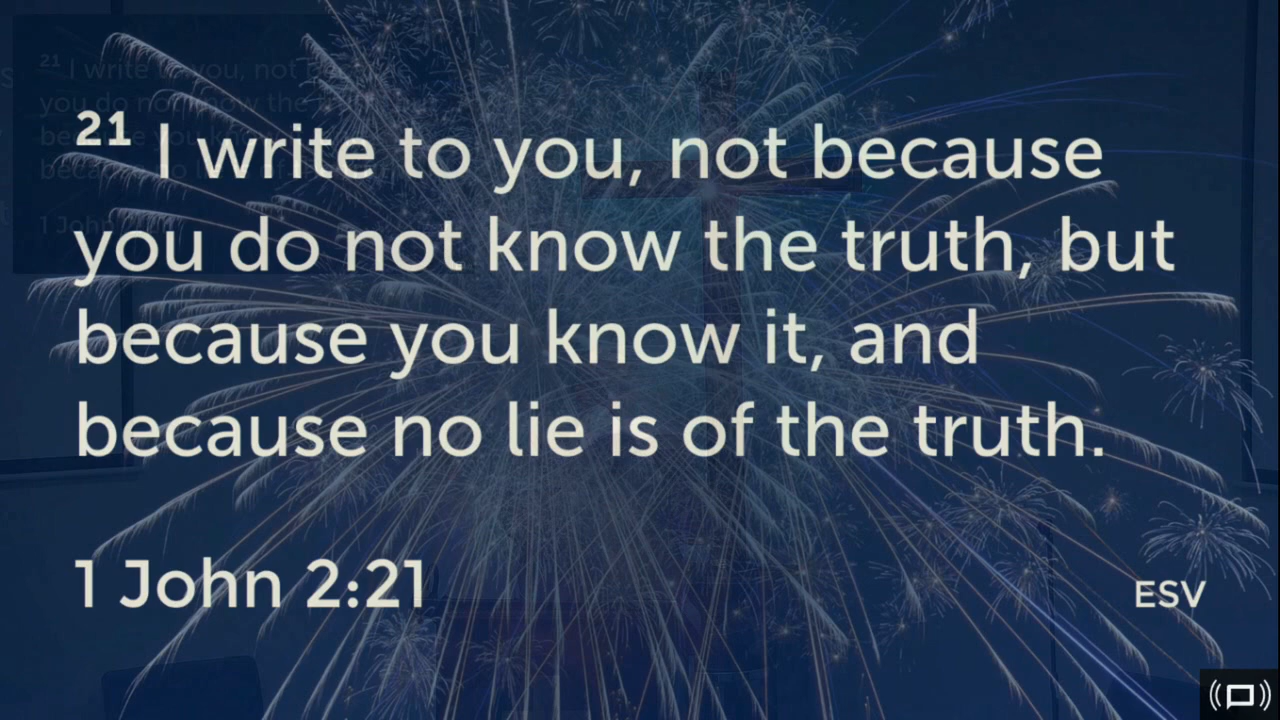 21 I write to you, not because
you do not know the truth, but
because you know it, and
because no lie is of the truth.
1 John 2:21
ESV